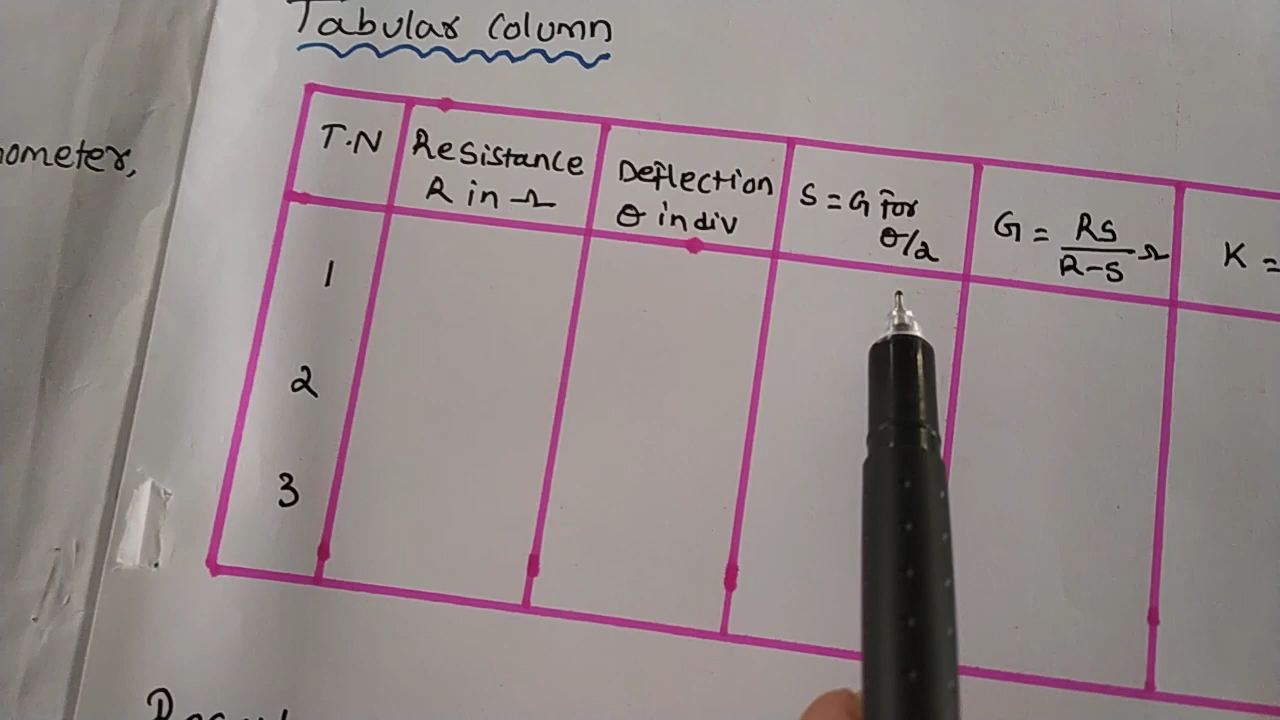 Tabular Column
ometer,
T.N
Resistance
R in Ω
Deflection
θ in div
S = G for
θ/2
G = RS/R-S Ω
K =
1
2
3